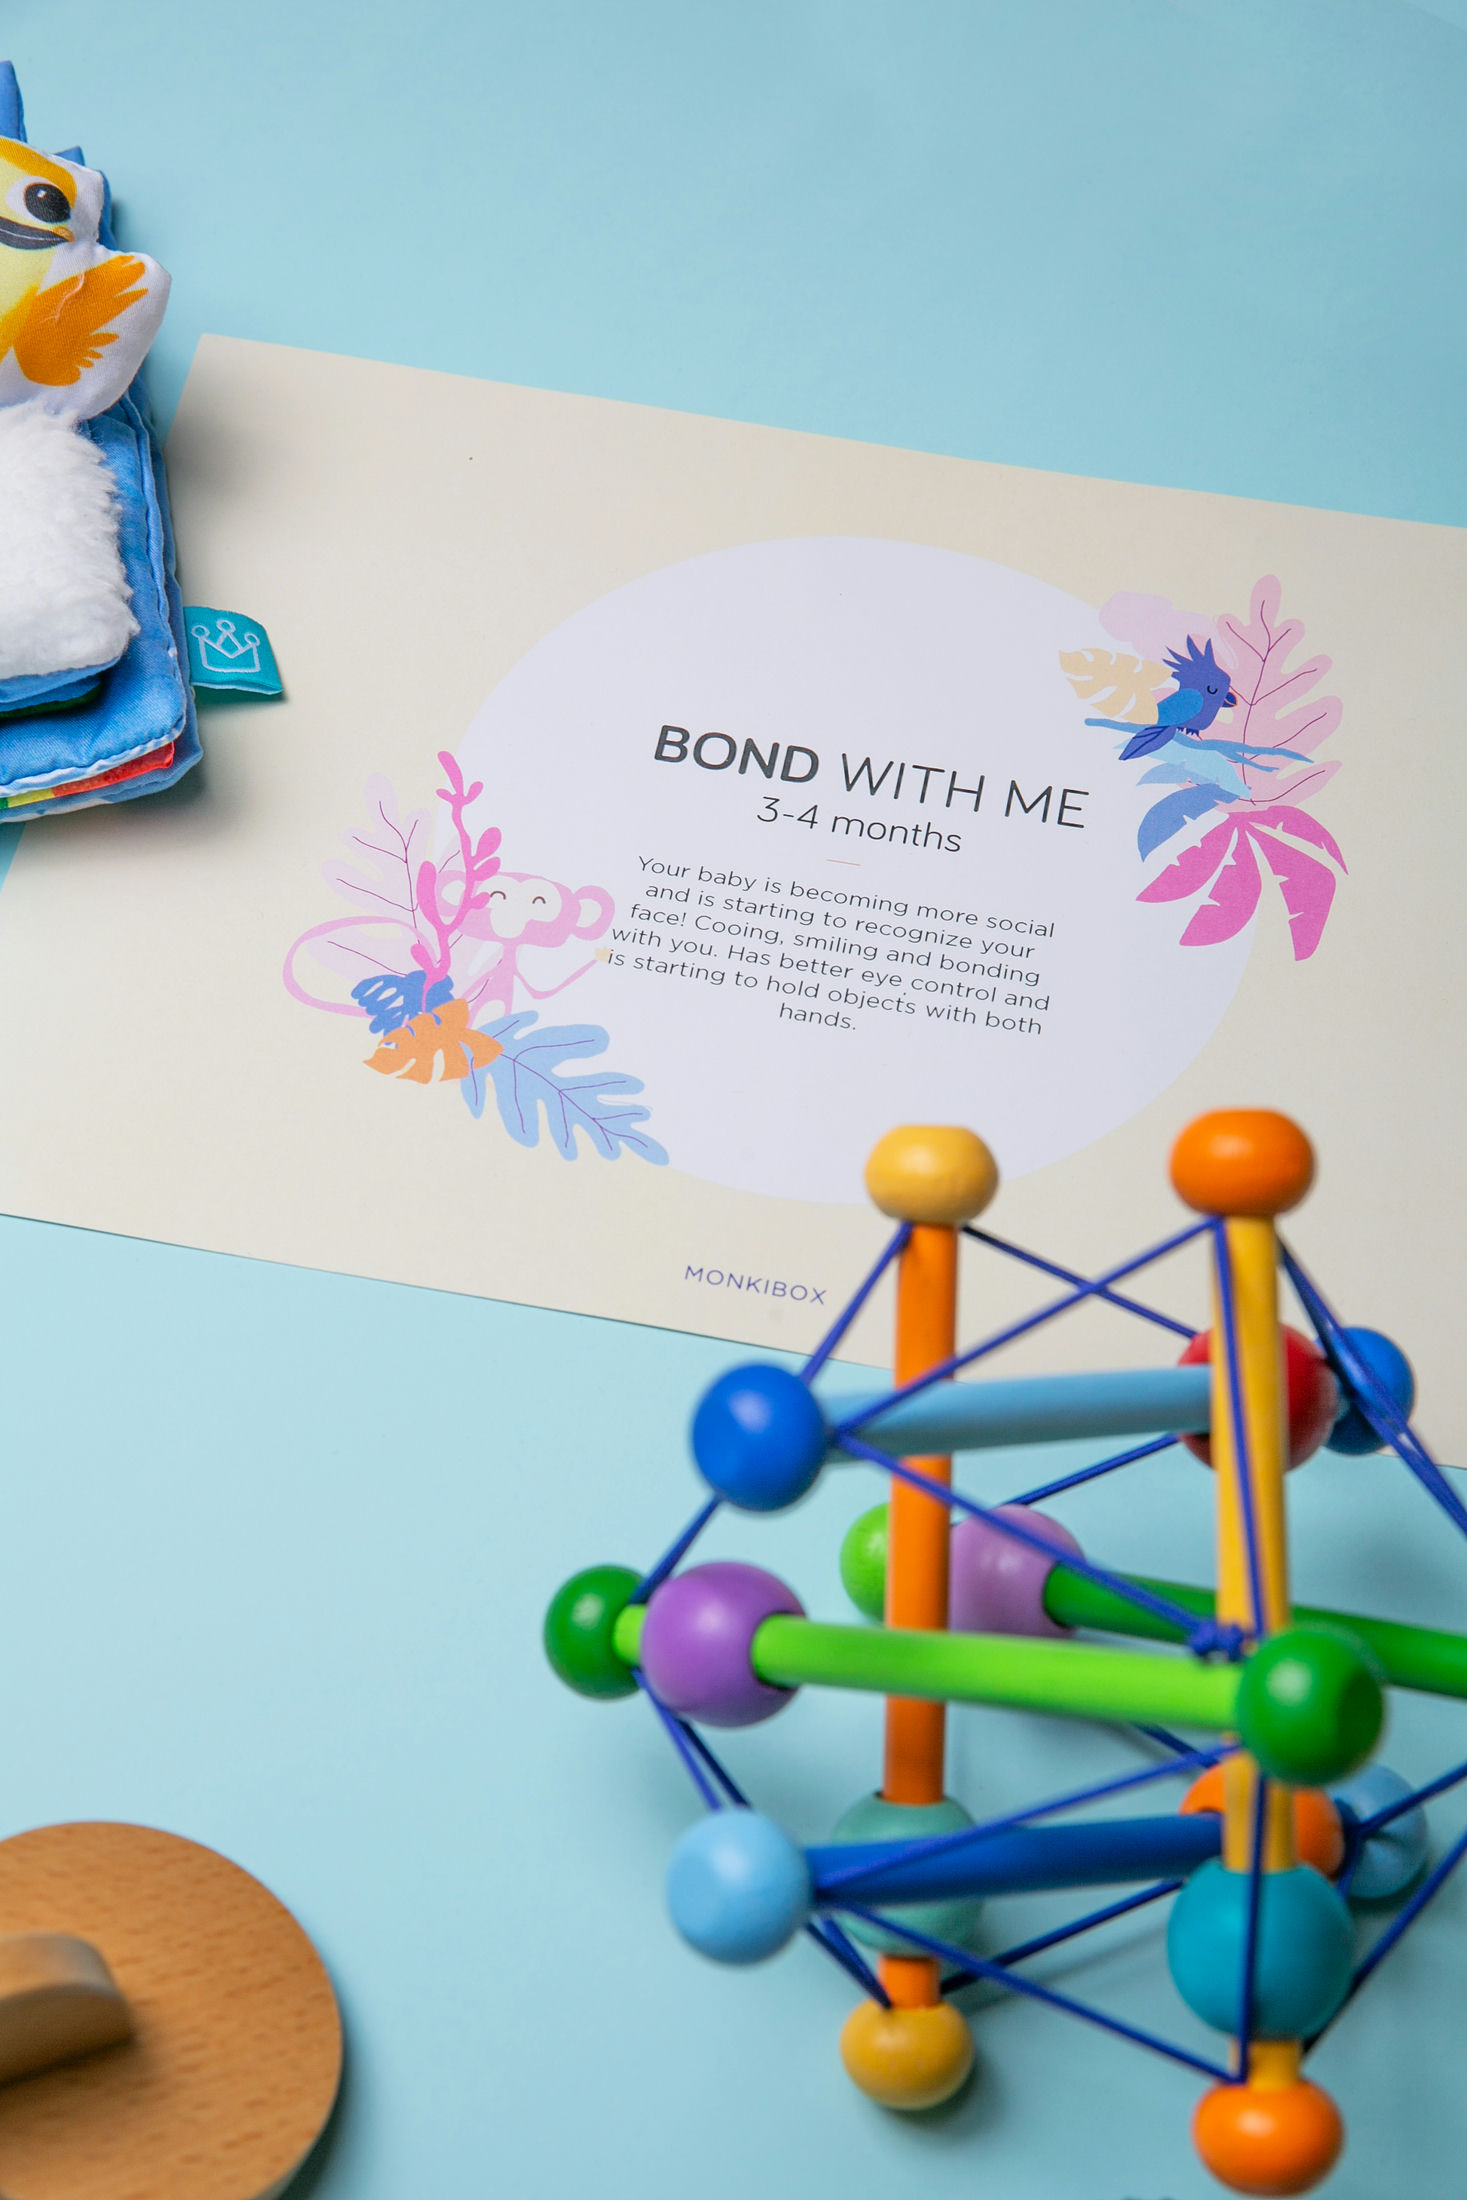 BOND WITH ME
3-4 months
Your baby is becoming more social
and is starting to recognize your
face! Cooing, smiling and bonding
with you. Has better eye control and
is starting to hold objects with both
hands.
MONKIBOX